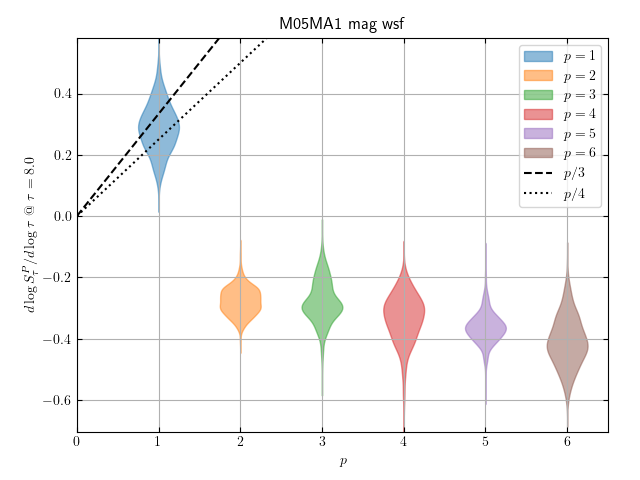 M05MA1 mag wsf
d log S_τ^P / d log τ @ τ = 8.0
0.4
0.2
0.0
−0.2
−0.4
−0.6
0 1 2 3 4 5 6
p
p = 1
p = 2
p = 3
p = 4
p = 5
p = 6
p/3
p/4